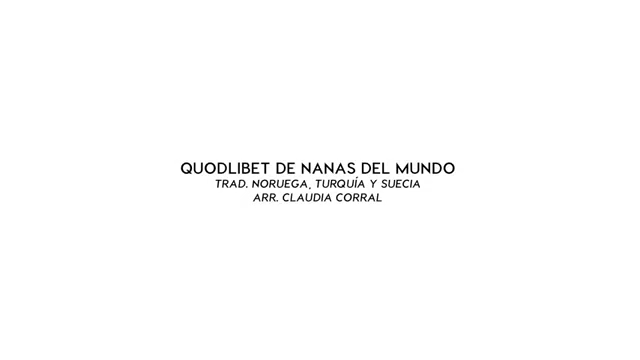 QUODLIBET DE NANAS DEL MUNDO
TRAD. NORUEGA, TURQUÍA Y SUECIA
ARR. CLAUDIA CORRAL